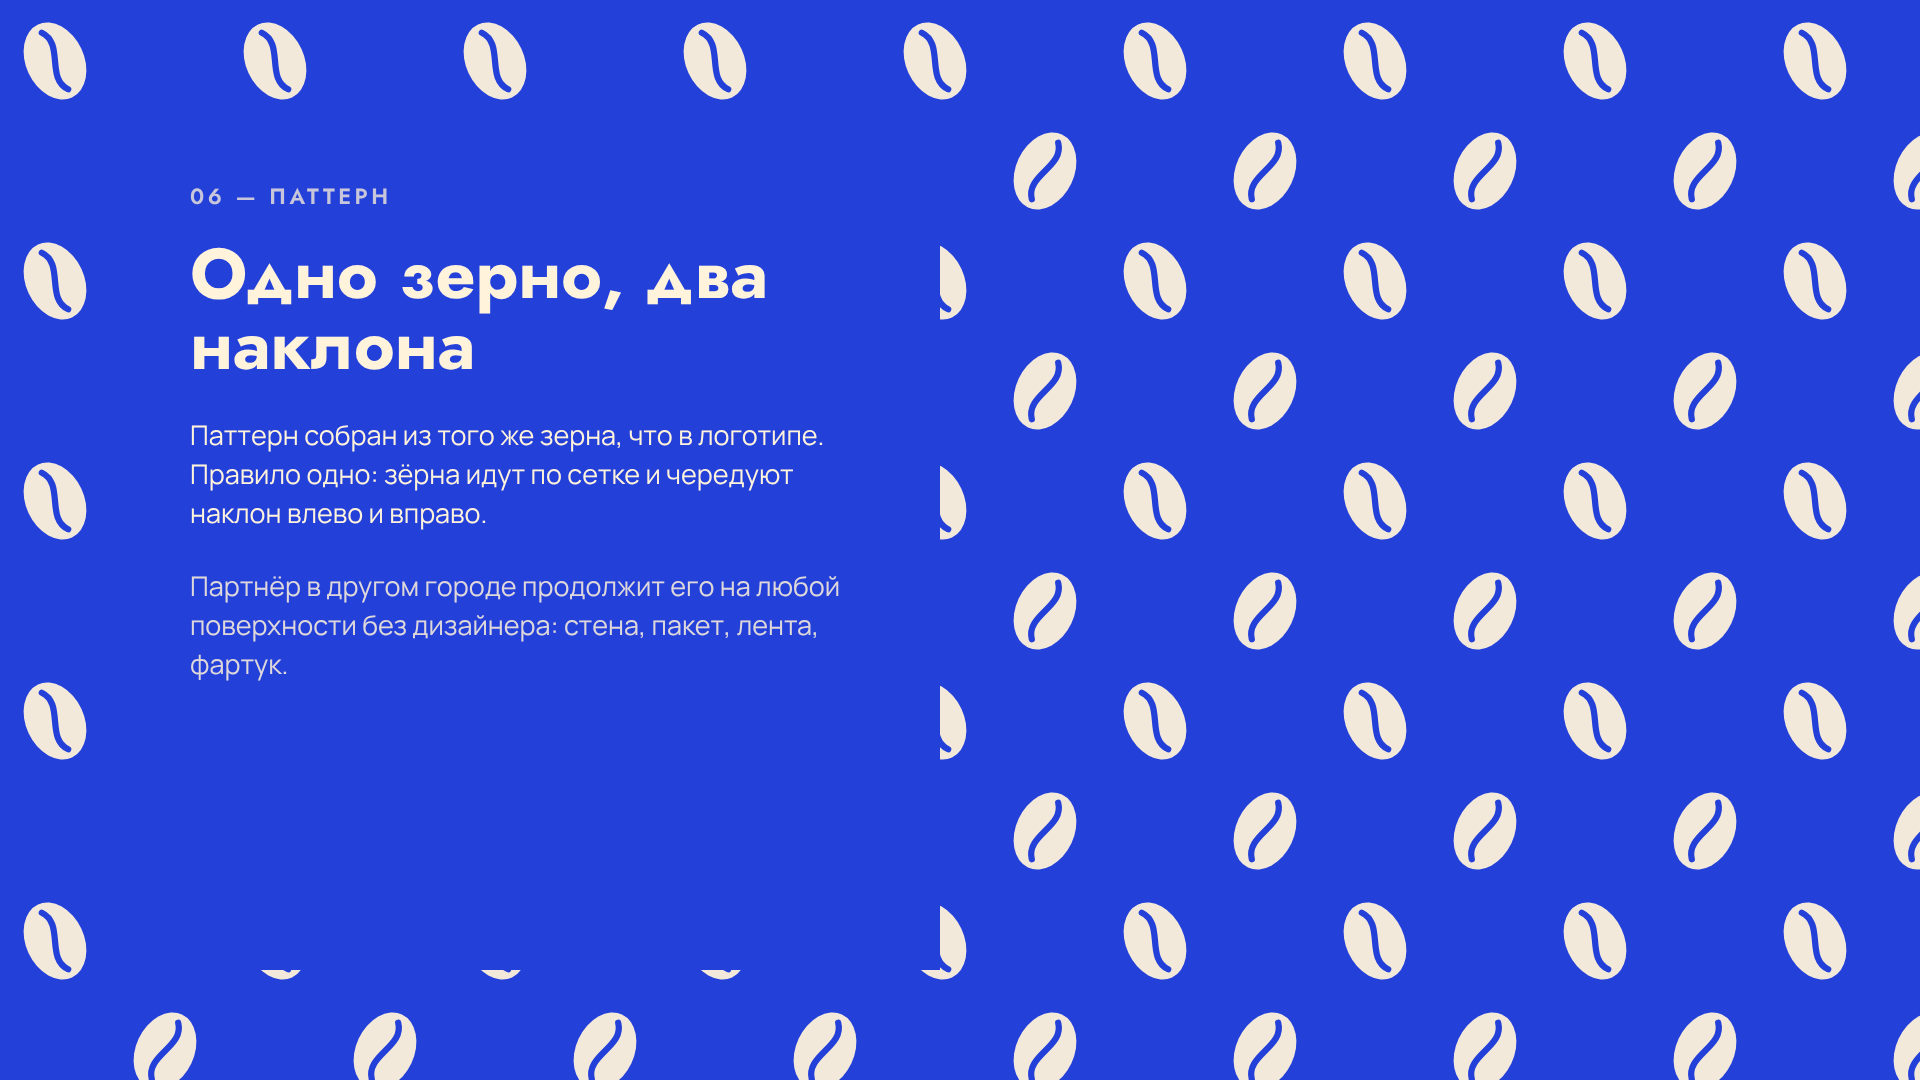 06 — ПАТТЕРН
Одно зерно, два
наклона
Паттерн собран из того же зерна, что в логотипе.
Правило одно: зёрна идут по сетке и чередуют
наклон влево и вправо.
Партнёр в другом городе продолжит его на любой
поверхности без дизайнера: стена, пакет, лента,
фартук.